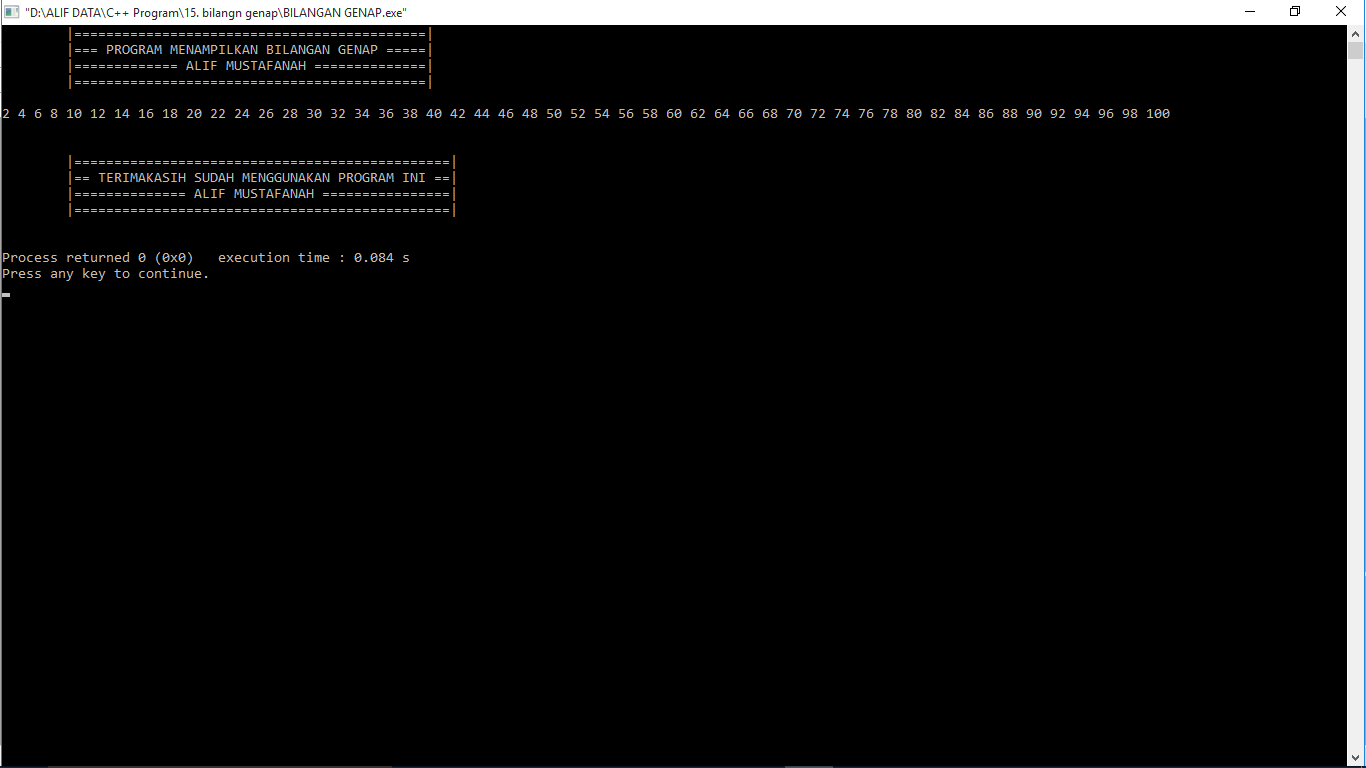 "D:\ALIF DATA\C++ Program\15. bilangn genap\BILANGAN GENAP.exe"
|============================================|
|=== PROGRAM MENAMPILKAN BILANGAN GENAP =====|
|============= ALIF MUSTAFANAH ==============|
|============================================|
2 4 6 8 10 12 14 16 18 20 22 24 26 28 30 32 34 36 38 40 42 44 46 48 50 52 54 56 58 60 62 64 66 68 70 72 74 76 78 80 82 84 86 88 90 92 94 96 98 100
|===============================================|
|== TERIMAKASIH SUDAH MENGGUNAKAN PROGRAM INI ==|
|============== ALIF MUSTAFANAH ================|
|===============================================|
Process returned 0 (0x0)   execution time : 0.084 s
Press any key to continue.